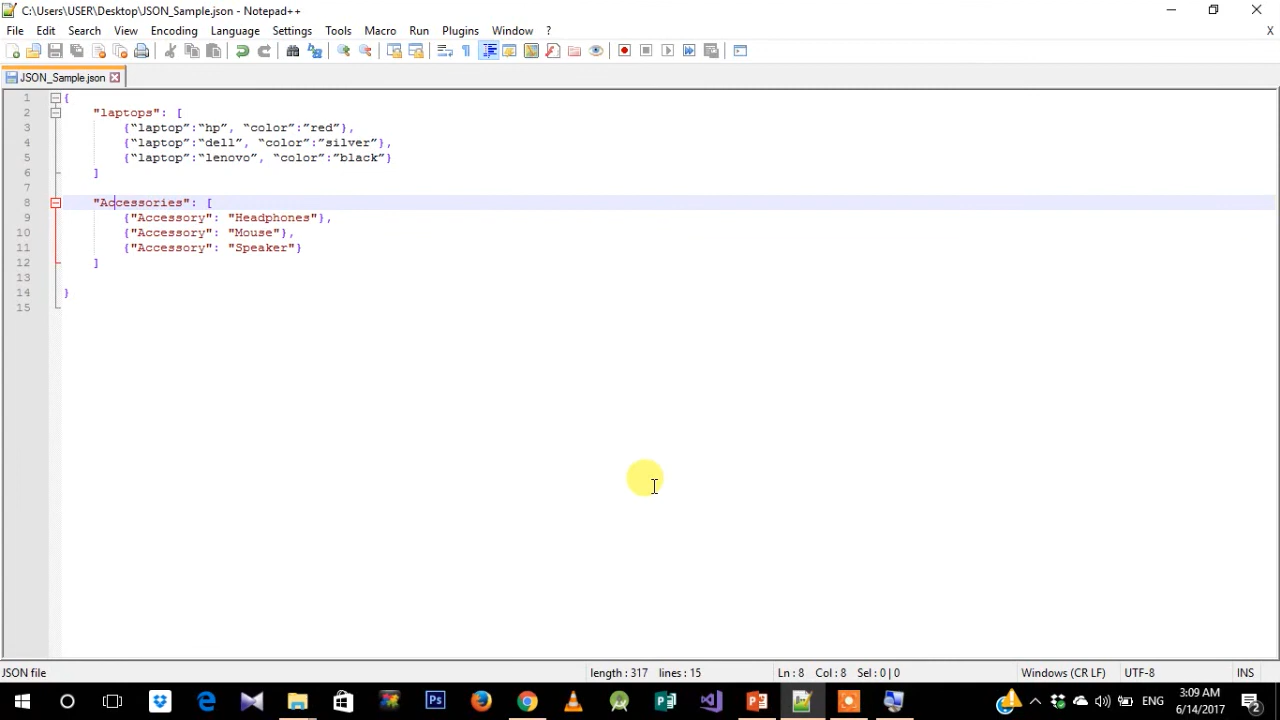 C:\Users\USER\Desktop\JSON_Sample.json - Notepad++
File Edit Search View Encoding Language Settings Tools Macro Run Plugins Window ? X
JSON_Sample.json
1 {
2 "laptops": [
3 {“laptop”:“hp”, “color”:”red”},
4 {“laptop”:“dell”, “color”:”silver”},
5 {“laptop”:“lenovo”, “color”:”black”}
6 ]
7
8 "Accessories": [
9 {"Accessory": "Headphones"},
10 {"Accessory": "Mouse"},
11 {"Accessory": "Speaker"}
12 ]
13
14 }
15
JSON file length : 317 lines : 15 Ln : 8 Col : 8 Sel : 0 | 0 Windows (CR LF) UTF-8 INS
Ps ENG 3:09 AM
6/14/2017 2